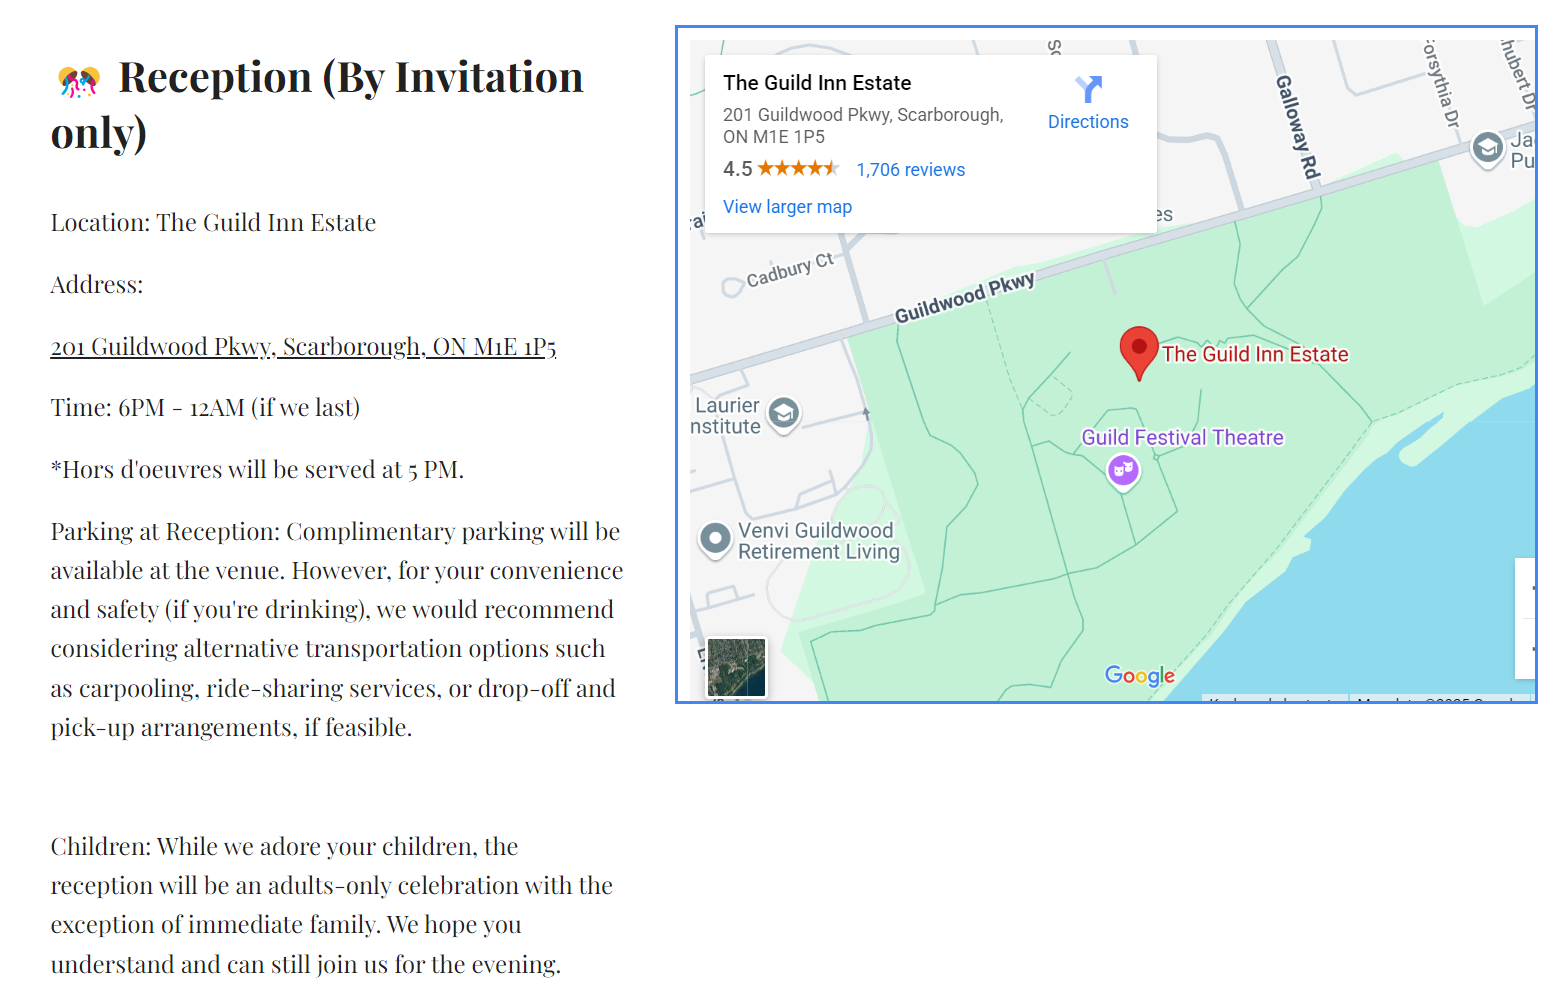 Reception (By Invitation
only)
Location: The Guild Inn Estate
Address:
201 Guildwood Pkwy, Scarborough, ON M1E 1P5
Time: 6PM - 12AM (if we last)
*Hors d'oeuvres will be served at 5 PM.
Parking at Reception: Complimentary parking will be
available at the venue. However, for your convenience
and safety (if you're drinking), we would recommend
considering alternative transportation options such
as carpooling, ride-sharing services, or drop-off and
pick-up arrangements, if feasible.
Children: While we adore your children, the
reception will be an adults-only celebration with the
exception of immediate family. We hope you
understand and can still join us for the evening.
The Guild Inn Estate
201 Guildwood Pkwy, Scarborough,
ON M1E 1P5
4.5
1,706 reviews
View larger map
Directions
Galloway Rd
orsythia Dr
hubert Dr
Ja
Pu
es
Cadbury Ct
Guildwood Pkwy
The Guild Inn Estate
Laurier
nstitute
Guild Festival Theatre
Venvi Guildwood
Retirement Living
Google